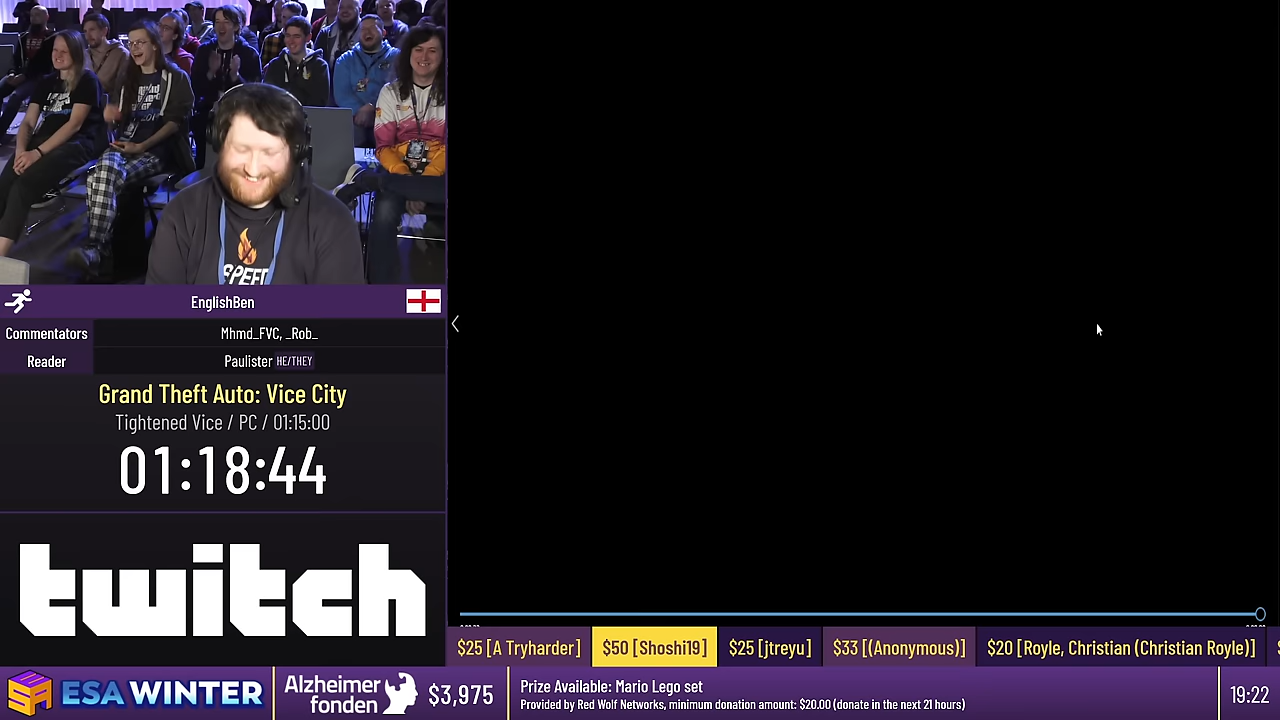 SPEED
EnglishBen
Commentators
Mhmd_FVC, _Rob_
Reader
Paulister HE/THEY
Grand Theft Auto: Vice City
Tightened Vice / PC / 01:15:00
01:18:44
twitch
$25 [A Tryharder]
$50 [Shoshi19]
$25 [jtreyu]
$33 [(Anonymous)]
$20 [Royle, Christian (Christian Royle)]
ESA WINTER
Alzheimer
fonden
$3,975
Prize Available: Mario Lego set
Provided by Red Wolf Networks, minimum donation amount: $20.00 (donate in the next 21 hours)
19:22